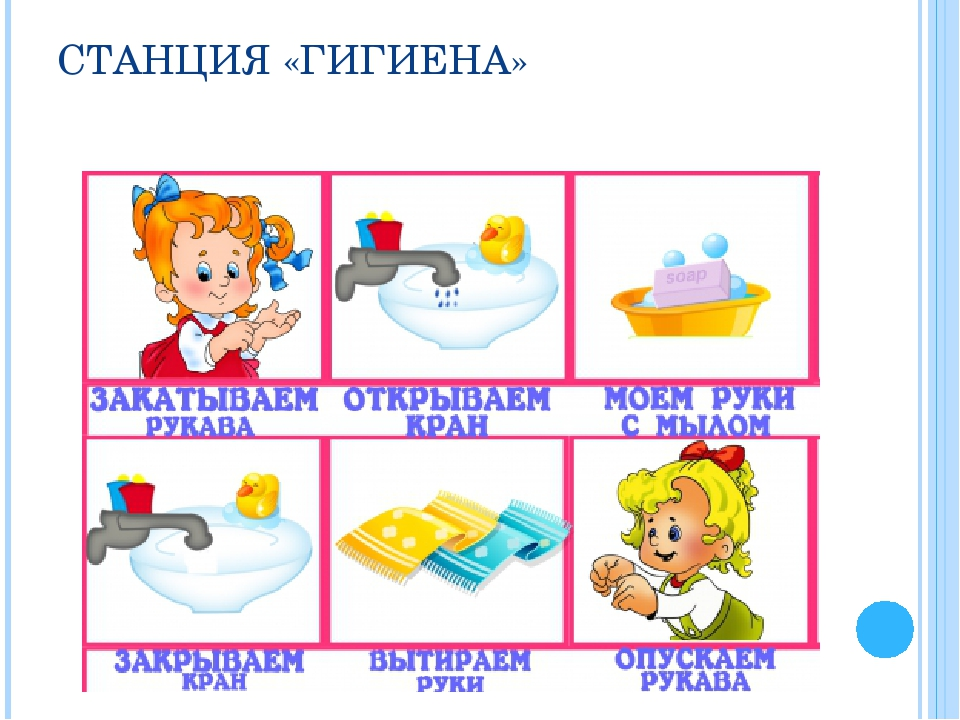 СТАНЦИЯ «ГИГИЕНА»
soap
ЗАКАТЫВАЕМ
РУКАВА
ОТКРЫВАЕМ
КРАН
МОЕМ РУКИ
С МЫЛОМ
ЗАКРЫВАЕМ
КРАН
ВЫТИРАЕМ
РУКИ
ОПУСКАЕМ
РУКАВА